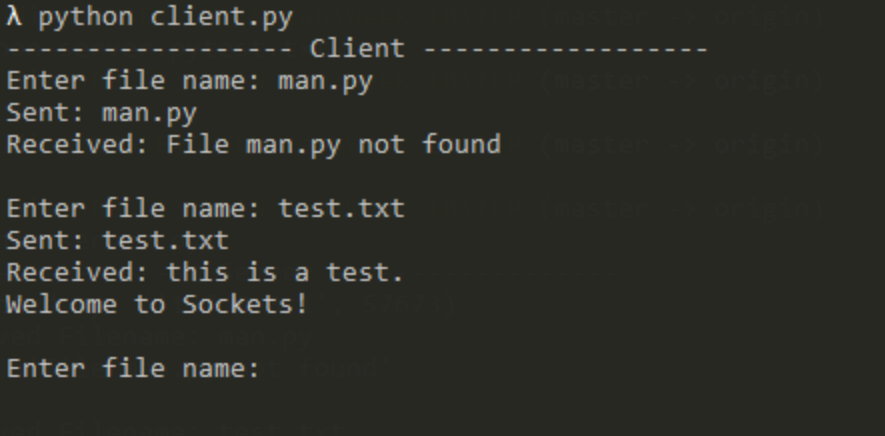 λ python client.py
------------------ Client ------------------
Enter file name: man.py
Sent: man.py
Received: File man.py not found
Enter file name: test.txt
Sent: test.txt
Received: this is a test.
Welcome to Sockets!
Enter file name: